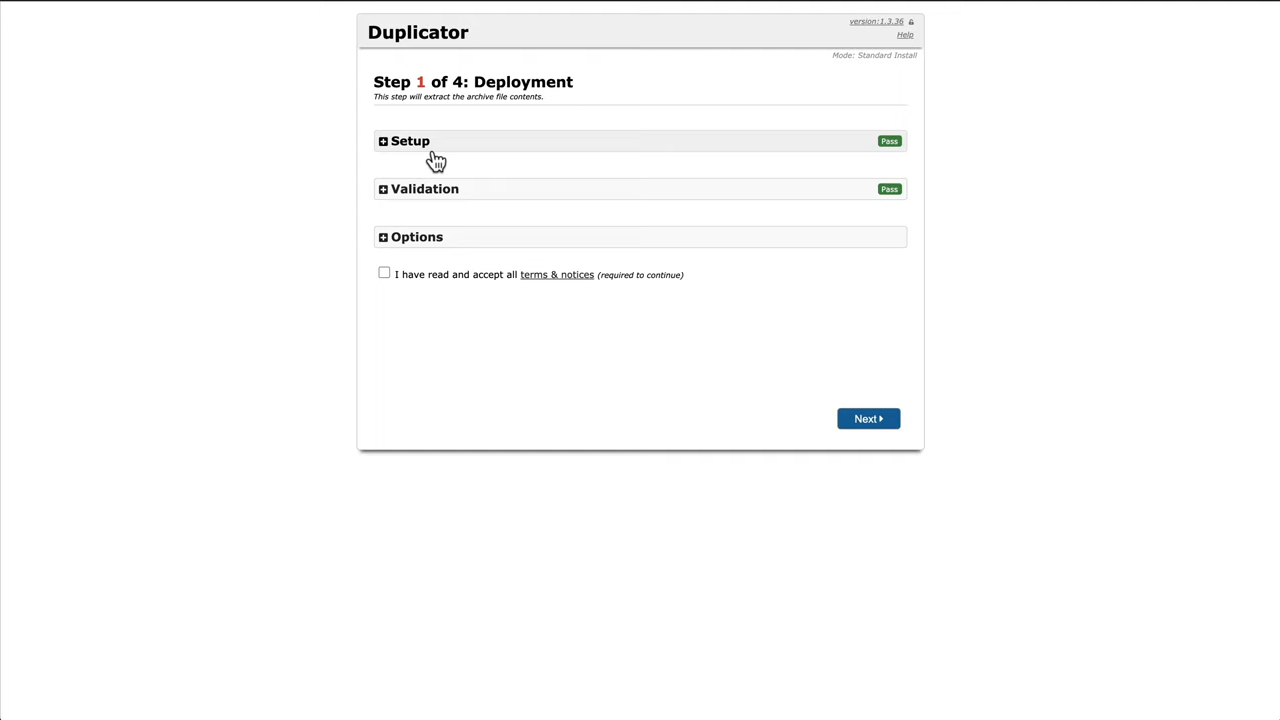 Duplicator
version:1.3.36
Help
Mode: Standard Install
Step 1 of 4: Deployment
This step will extract the archive file contents.
Setup
Pass
Validation
Pass
Options
I have read and accept all terms & notices (required to continue)
Next